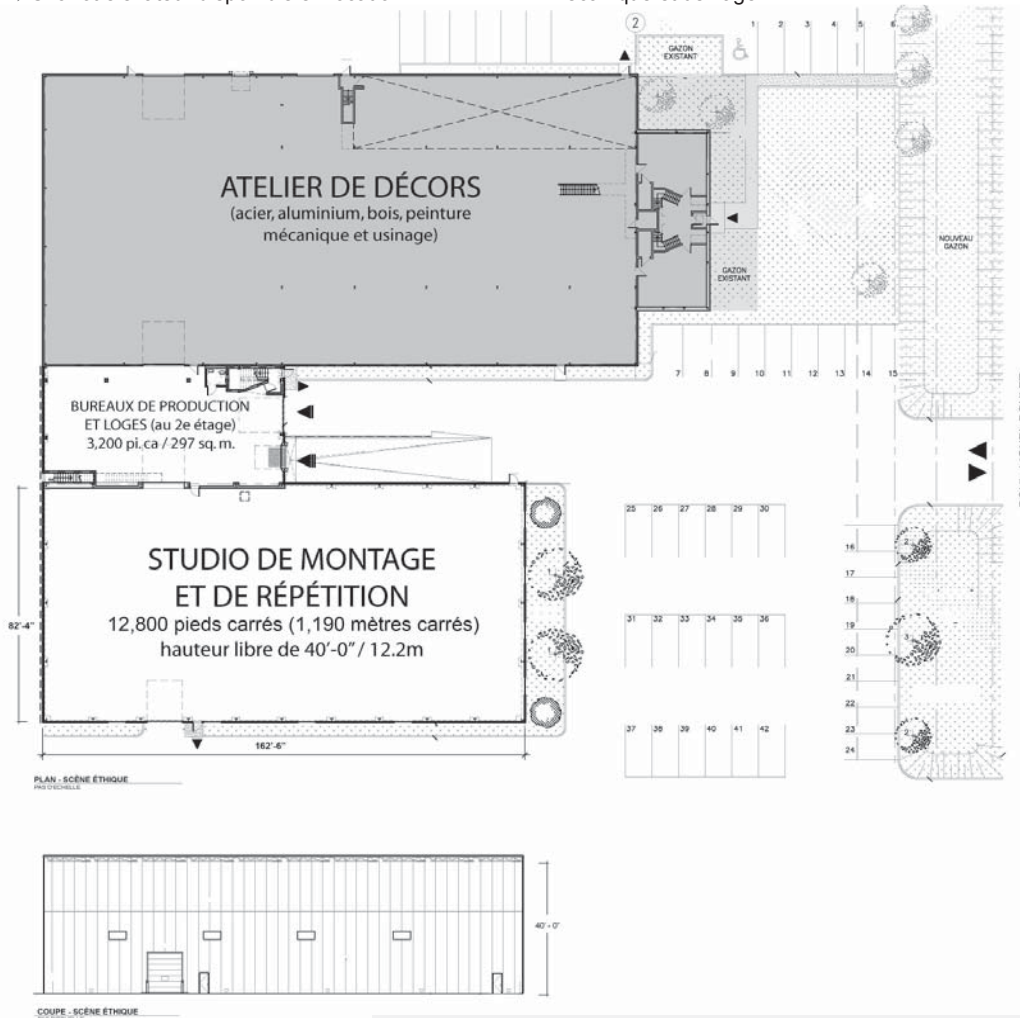 2
GAZON
EXISTANT
1 2 3 4 5 6
ATELIER DE DÉCORS
(acier, aluminium, bois, peinture
mécanique et usinage)
NOUVEAU
GAZON
GAZON
EXISTANT
7 8 9 10 11 12 13 14 15
BUREAUX DE PRODUCTION
ET LOGES (au 2e étage)
3,200 pi. ca / 297 sq. m.
25 26 27 28 29 30
STUDIO DE MONTAGE
ET DE RÉPÉTITION
12,800 pieds carrés (1,190 mètres carrés)
hauteur libre de 40'-0" / 12.2m
82'-4"
16
17
18
19
20
21
22
23
24
31 32 33 34 35 36
37 38 39 40 41 42
162'-6"
PLAN - SCÈNE ÉTHIQUE
PAS D'ÉCHELLE
40' - 0"
COUPE - SCÈNE ÉTHIQUE